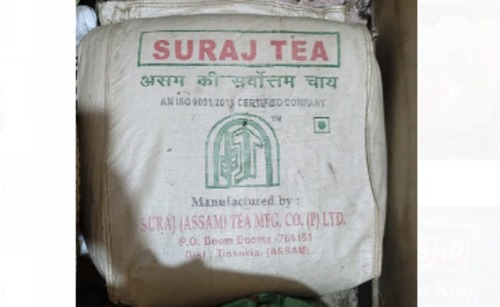 SURAJ TEA
असम की सर्वोत्तम चाय
AN ISO 9001:2015 CERTIFIED COMPANY
TM
Manufactured by :
SURAJ (ASSAM) TEA MFG. CO. (P) LTD.
P.O. Doom Dooma -786151
Dist : Tinsukia, (ASSAM)